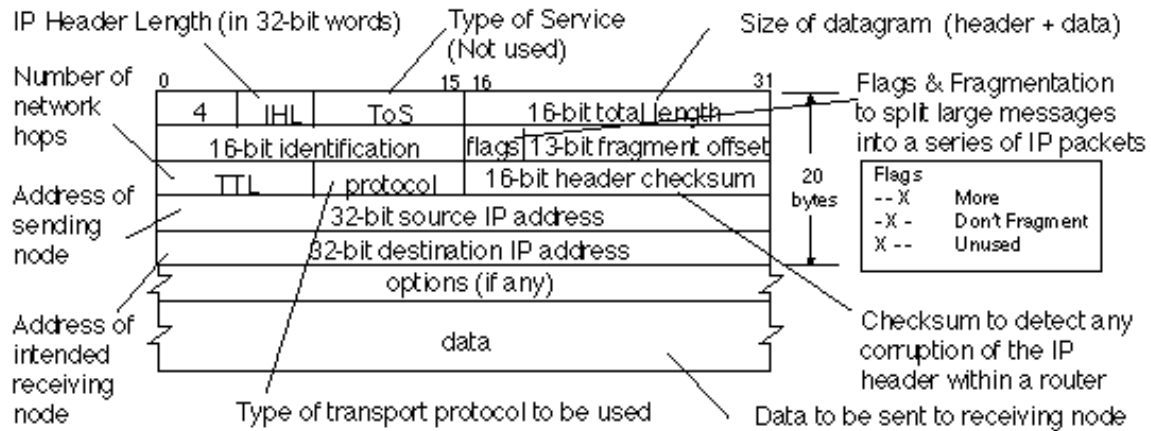 IP Header Length (in 32-bit words)
Type of Service
(Not used)
Size of datagram (header + data)
Number of
network
hops
Flags & Fragmentation
to split large messages
into a series of IP packets
0 15 16 31
4 IHL ToS 16-bit total length
16-bit identification flags 13-bit fragment offset
TTL protocol 16-bit header checksum
32-bit source IP address
32-bit destination IP address
options (if any)
data
20
bytes
Flags
--X More
-X- Don't Fragment
X-- Unused
Address of
sending
node
Address of
intended
receiving
node
Checksum to detect any
corruption of the IP
header within a router
Type of transport protocol to be used
Data to be sent to receiving node